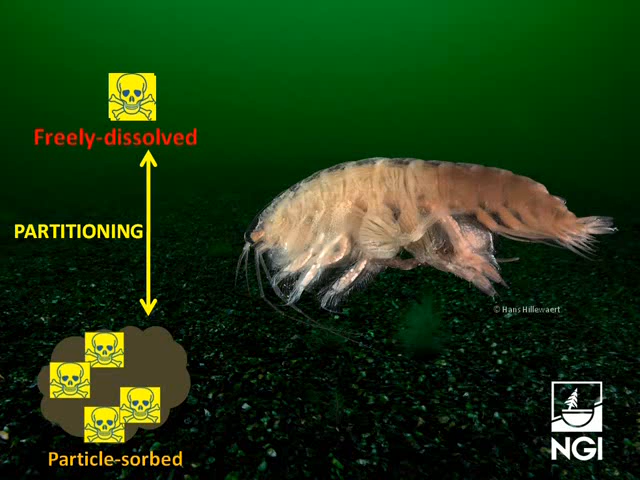 Freely-dissolved
PARTITIONING
© Hans Hillewaert
Particle-sorbed
NGI